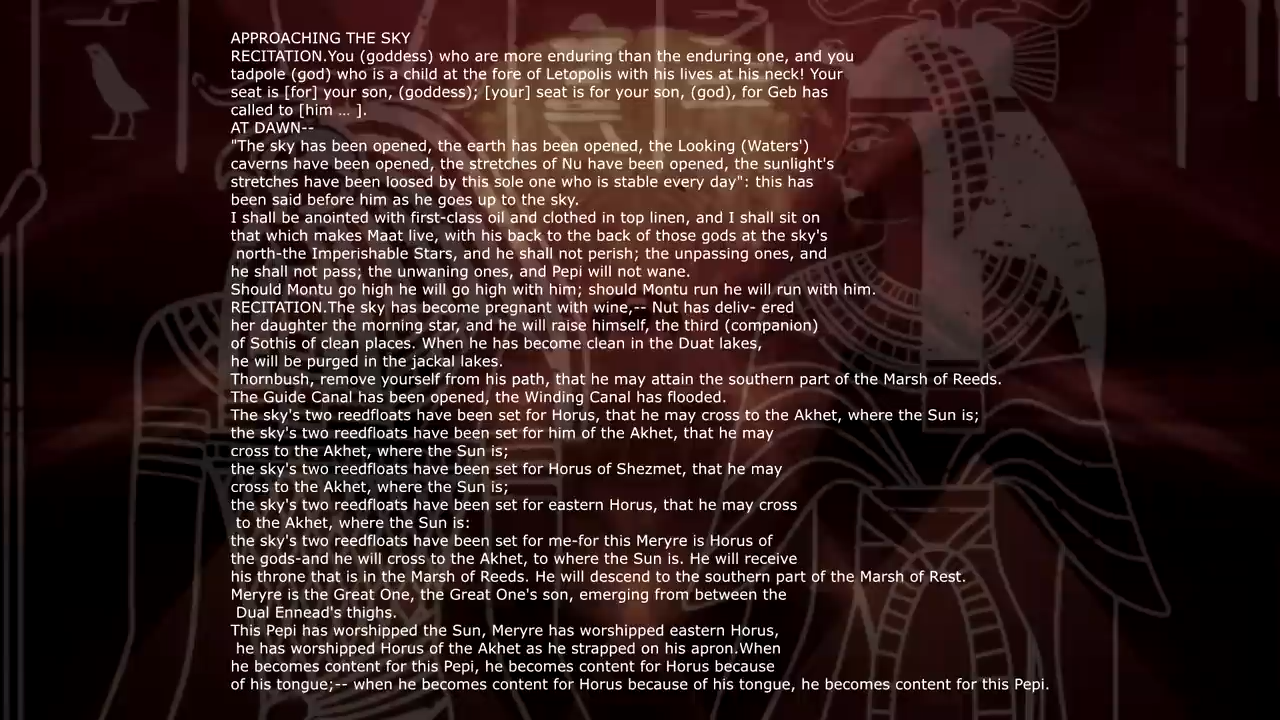 APPROACHING THE SKY
RECITATION.You (goddess) who are more enduring than the enduring one, and you
tadpole (god) who is a child at the fore of Letopolis with his lives at his neck! Your
seat is [for] your son, (goddess); [your] seat is for your son, (god), for Geb has
called to [him ... ].
AT DAWN--
"The sky has been opened, the earth has been opened, the Looking (Waters')
caverns have been opened, the stretches of Nu have been opened, the sunlight's
stretches have been loosed by this sole one who is stable every day": this has
been said before him as he goes up to the sky.
I shall be anointed with first-class oil and clothed in top linen, and I shall sit on
that which makes Maat live, with his back to the back of those gods at the sky's
north-the Imperishable Stars, and he shall not perish; the unpassing ones, and
he shall not pass; the unwaning ones, and Pepi will not wane.
Should Montu go high he will go high with him; should Montu run he will run with him.
RECITATION.The sky has become pregnant with wine,-- Nut has deliv- ered
her daughter the morning star, and he will raise himself, the third (companion)
of Sothis of clean places. When he has become clean in the Duat lakes,
he will be purged in the jackal lakes.
Thornbush, remove yourself from his path, that he may attain the southern part of the Marsh of Reeds.
The Guide Canal has been opened, the Winding Canal has flooded.
The sky's two reedfloats have been set for Horus, that he may cross to the Akhet, where the Sun is;
the sky's two reedfloats have been set for him of the Akhet, that he may
cross to the Akhet, where the Sun is;
the sky's two reedfloats have been set for Horus of Shezmet, that he may
cross to the Akhet, where the Sun is;
the sky's two reedfloats have been set for eastern Horus, that he may cross
to the Akhet, where the Sun is:
the sky's two reedfloats have been set for me-for this Meryre is Horus of
the gods-and he will cross to the Akhet, to where the Sun is. He will receive
his throne that is in the Marsh of Reeds. He will descend to the southern part of the Marsh of Rest.
Meryre is the Great One, the Great One's son, emerging from between the
Dual Ennead's thighs.
This Pepi has worshipped the Sun, Meryre has worshipped eastern Horus,
he has worshipped Horus of the Akhet as he strapped on his apron.When
he becomes content for this Pepi, he becomes content for Horus because
of his tongue;-- when he becomes content for Horus because of his tongue, he becomes content for this Pepi.